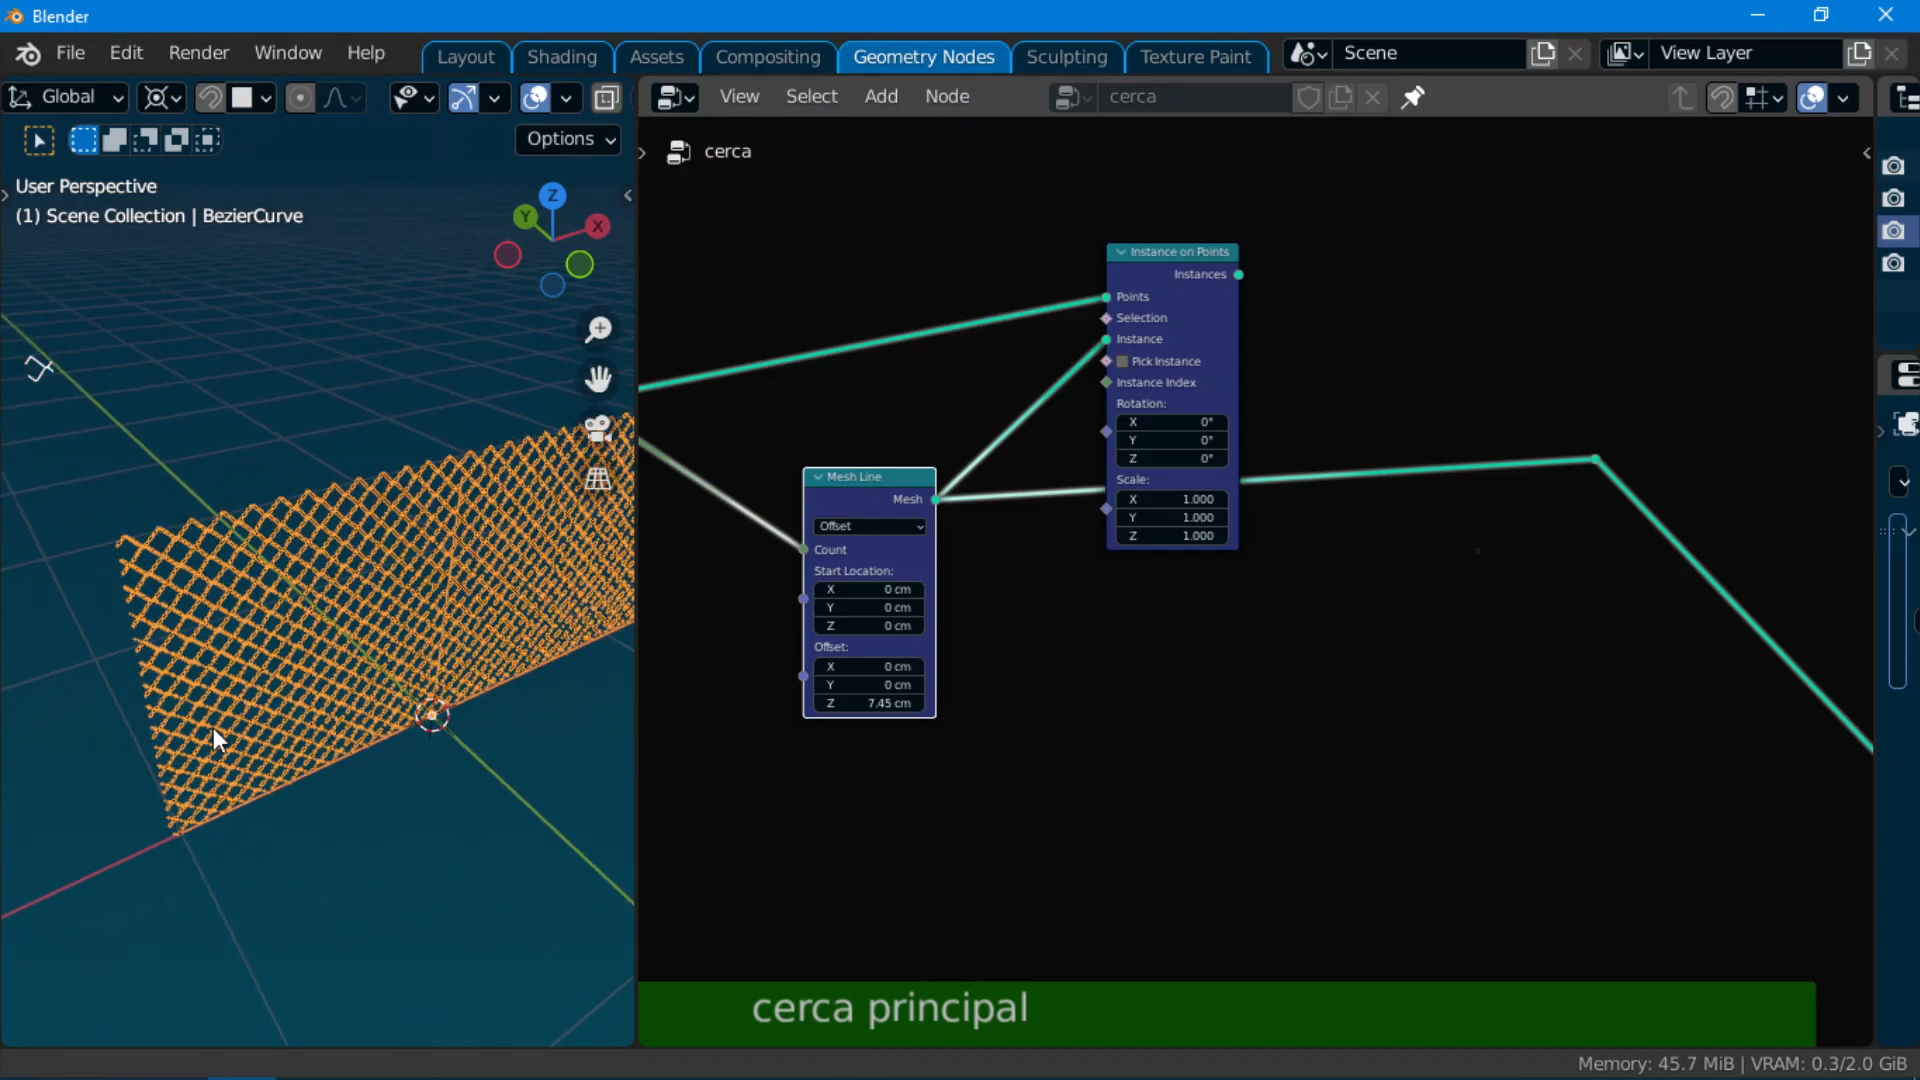 Blender
File Edit Render Window Help
Layout Shading Assets Compositing Geometry Nodes Sculpting Texture Paint
Scene
View Layer
Global
View Select Add Node
cerca
Options
cerca
User Perspective
(1) Scene Collection | BezierCurve
Z
Y
X
Instance on Points
Instances
Points
Selection
Instance
Pick Instance
Instance Index
Rotation:
X 0°
Y 0°
Z 0°
Scale:
X 1.000
Y 1.000
Z 1.000
Mesh Line
Mesh
Offset
Count
Start Location:
X 0 cm
Y 0 cm
Z 0 cm
Offset:
X 0 cm
Y 0 cm
Z 7.45 cm
cerca principal
Memory: 45.7 MiB | VRAM: 0.3/2.0 GiB